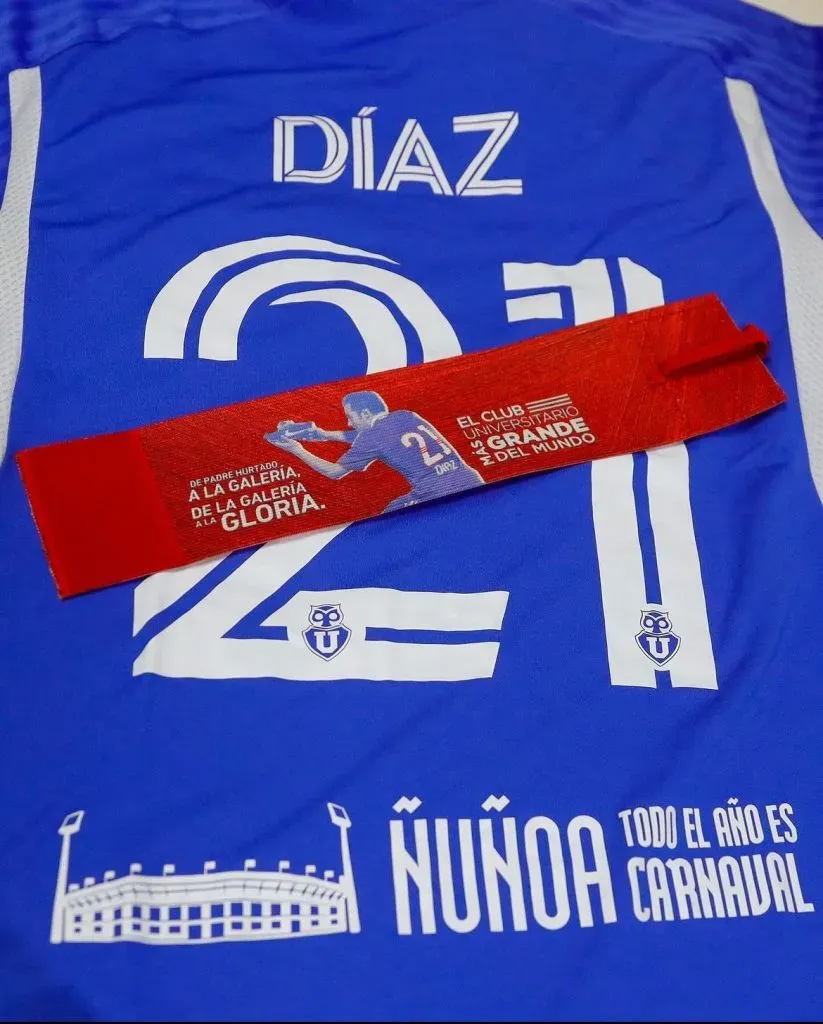 DÍAZ
21
DE PADRE HURTADO
A LA GALERÍA,
DE LA GALERÍA
A LA GLORIA.
21
DIAZ
EL CLUB
UNIVERSITARIO
MÁS GRANDE
DEL MUNDO
U
U
ÑUÑOA
TODO EL AÑO ES
CARNAVAL